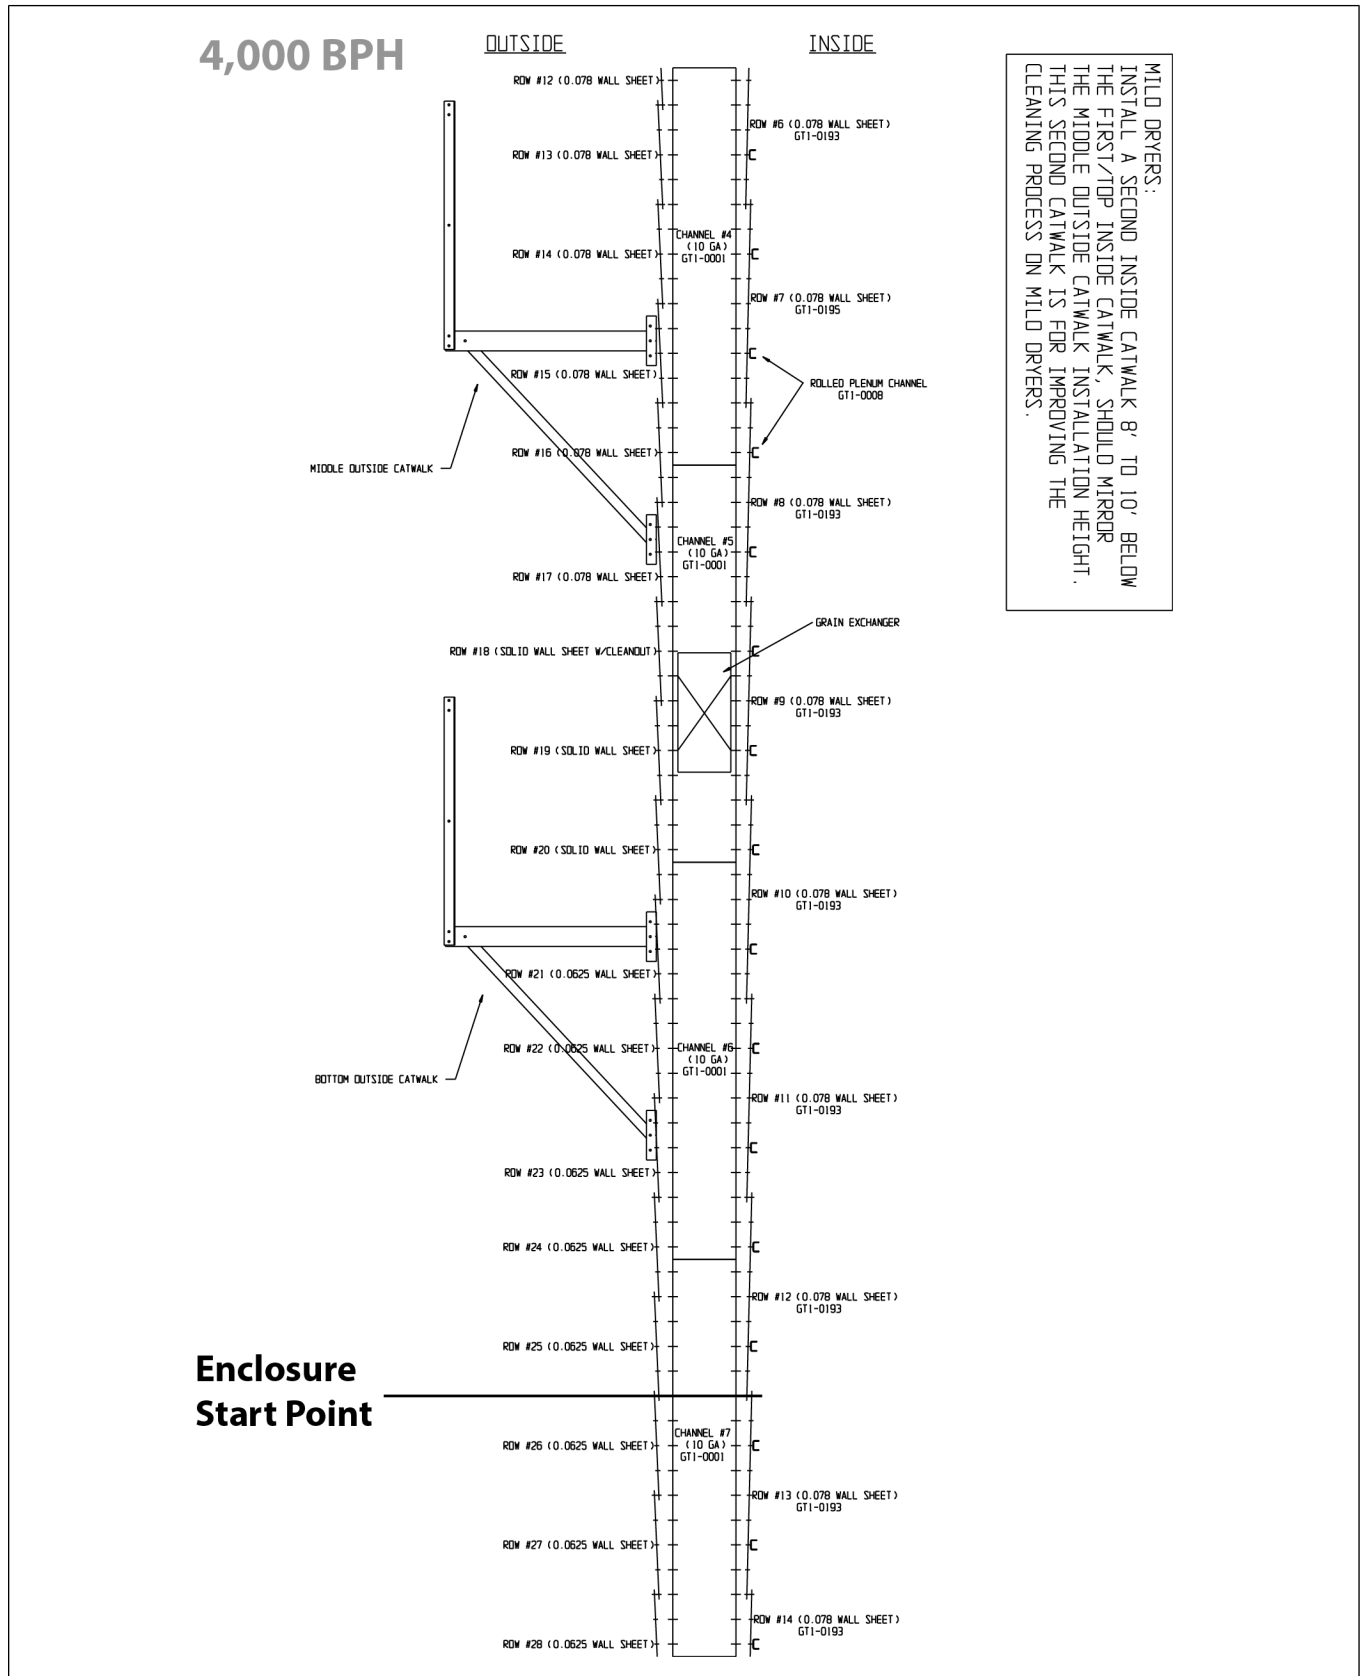 4,000 BPH
OUTSIDE
INSIDE
ROW #12 (0.078 WALL SHEET)
ROW #13 (0.078 WALL SHEET)
ROW #14 (0.078 WALL SHEET)
ROW #15 (0.078 WALL SHEET)
ROW #16 (0.078 WALL SHEET)
MIDDLE OUTSIDE CATWALK
ROW #17 (0.078 WALL SHEET)
ROW #18 (SOLID WALL SHEET W/CLEANOUT)
ROW #19 (SOLID WALL SHEET)
ROW #20 (SOLID WALL SHEET)
ROW #21 (0.0625 WALL SHEET)
ROW #22 (0.0625 WALL SHEET)
BOTTOM OUTSIDE CATWALK
ROW #23 (0.0625 WALL SHEET)
ROW #24 (0.0625 WALL SHEET)
ROW #25 (0.0625 WALL SHEET)
Enclosure
Start Point
ROW #26 (0.0625 WALL SHEET)
ROW #27 (0.0625 WALL SHEET)
ROW #28 (0.0625 WALL SHEET)
CHANNEL #4
(10 GA)
GT1-0001
CHANNEL #5
(10 GA)
GT1-0001
CHANNEL #6
(10 GA)
GT1-0001
CHANNEL #7
(10 GA)
GT1-0001
ROW #6 (0.078 WALL SHEET)
GT1-0193
ROW #7 (0.078 WALL SHEET)
GT1-0195
ROLLED PLENUM CHANNEL
GT1-0008
ROW #8 (0.078 WALL SHEET)
GT1-0193
GRAIN EXCHANGER
ROW #9 (0.078 WALL SHEET)
GT1-0193
ROW #10 (0.078 WALL SHEET)
GT1-0193
ROW #11 (0.078 WALL SHEET)
GT1-0193
ROW #12 (0.078 WALL SHEET)
GT1-0193
ROW #13 (0.078 WALL SHEET)
GT1-0193
ROW #14 (0.078 WALL SHEET)
GT1-0193
MILO DRYERS:
INSTALL A SECOND INSIDE CATWALK 8' TO 10' BELOW
THE FIRST/TOP INSIDE CATWALK, SHOULD MIRROR
THE MIDDLE OUTSIDE CATWALK INSTALLATION HEIGHT.
THIS SECOND CATWALK IS FOR IMPROVING THE
CLEANING PROCESS ON MILO DRYERS.